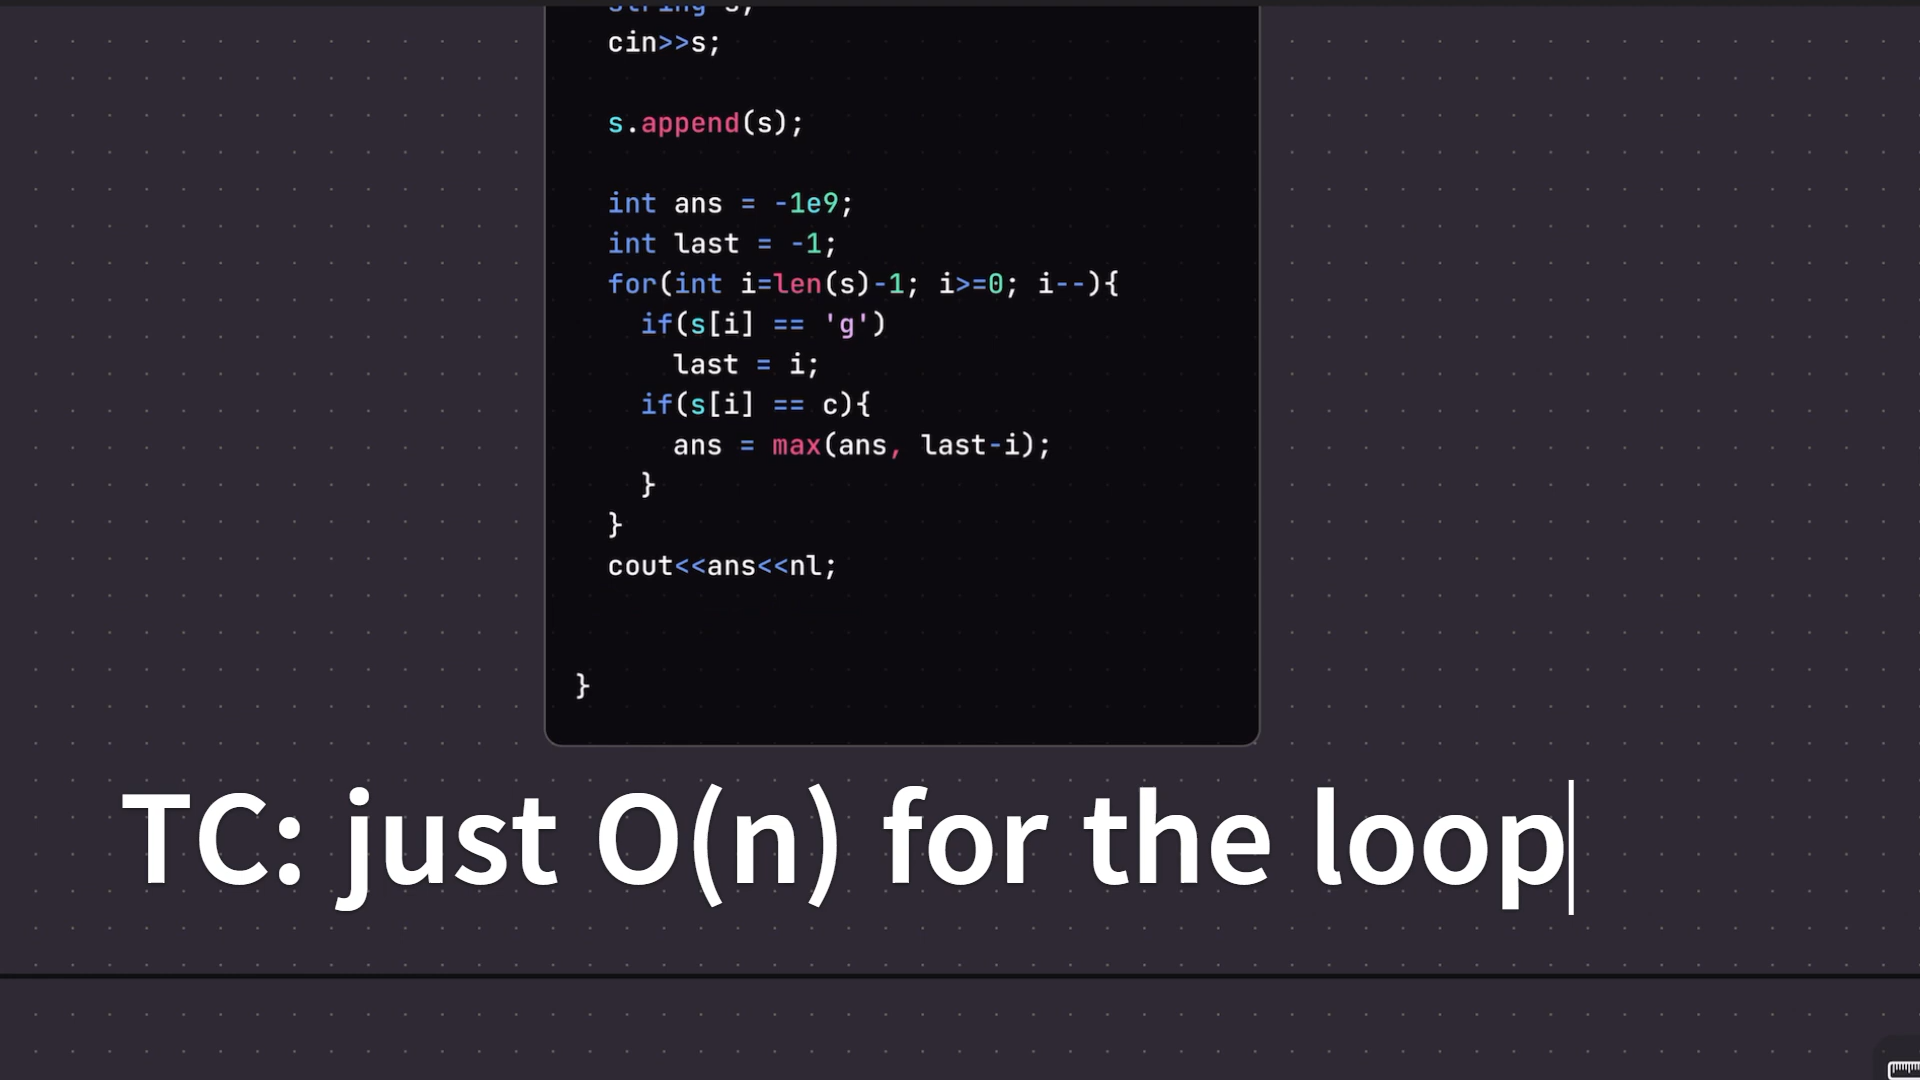 string s;
cin>>s;
s.append(s);
int ans = -1e9;
int last = -1;
for(int i=len(s)-1; i>=0; i--){
if(s[i] == 'g')
last = i;
if(s[i] == c){
ans = max(ans, last-i);
}
}
cout<<ans<<nl;
}
TC: just O(n) for the loop